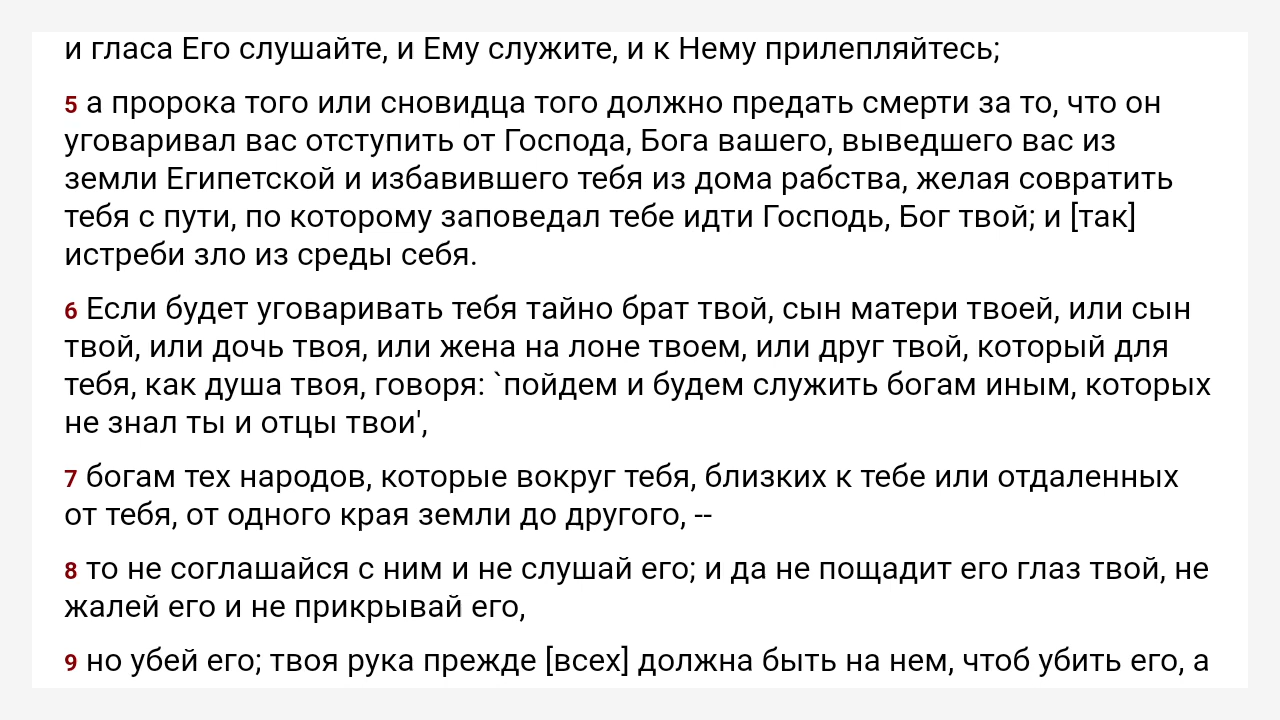 и гласа Его слушайте, и Ему служите, и к Нему прилепляйтесь;
5 а пророка того или сновидца того должно предать смерти за то, что он
уговаривал вас отступить от Господа, Бога вашего, выведшего вас из
земли Египетской и избавившего тебя из дома рабства, желая совратить
тебя с пути, по которому заповедал тебе идти Господь, Бог твой; и [так]
истреби зло из среды себя.
6 Если будет уговаривать тебя тайно брат твой, сын матери твоей, или сын
твой, или дочь твоя, или жена на лоне твоем, или друг твой, который для
тебя, как душа твоя, говоря: `пойдем и будем служить богам иным, которых
не знал ты и отцы твои',
7 богам тех народов, которые вокруг тебя, близких к тебе или отдаленных
от тебя, от одного края земли до другого, --
8 то не соглашайся с ним и не слушай его; и да не пощадит его глаз твой, не
жалей его и не прикрывай его,
9 но убей его; твоя рука прежде [всех] должна быть на нем, чтоб убить его, а